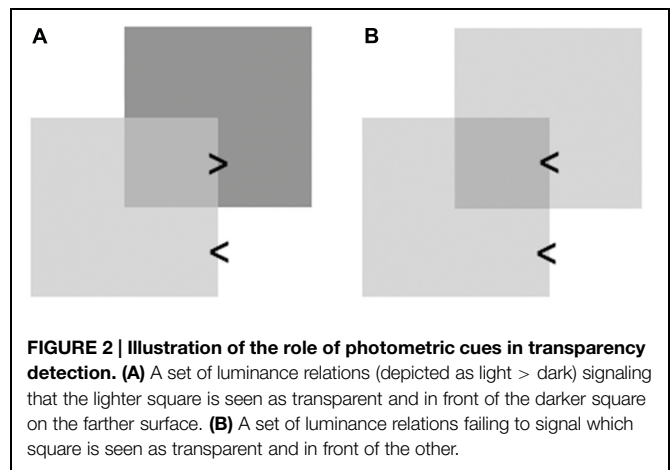 A
B
>
<
<
<
FIGURE 2 | Illustration of the role of photometric cues in transparency
detection. (A) A set of luminance relations (depicted as light > dark) signaling
that the lighter square is seen as transparent and in front of the darker square
on the farther surface. (B) A set of luminance relations failing to signal which
square is seen as transparent and in front of the other.